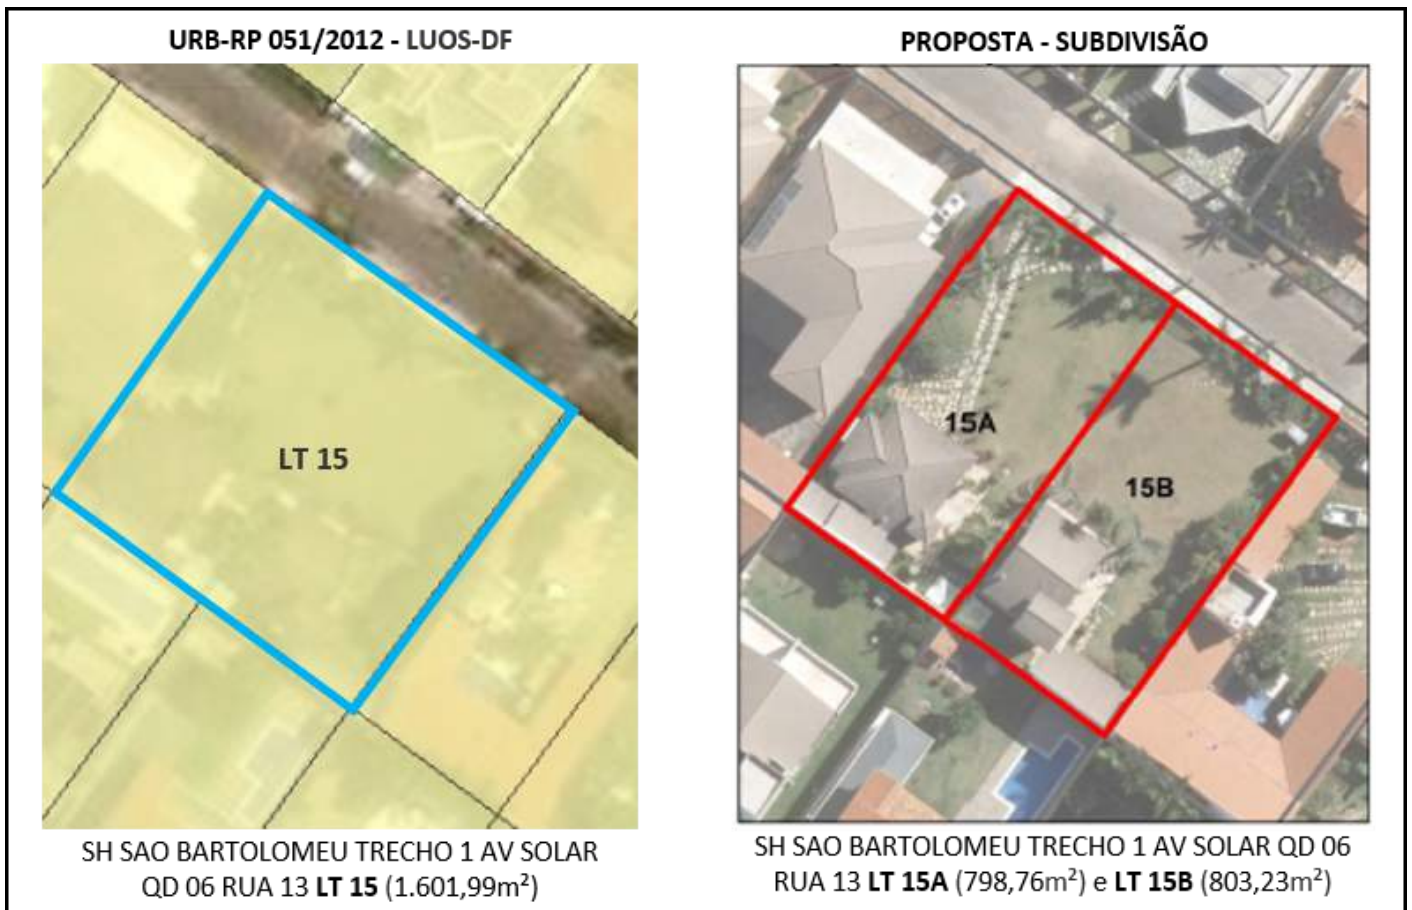 URB-RP 051/2012 - LUOS-DF
LT 15
SH SAO BARTOLOMEU TRECHO 1 AV SOLAR
QD 06 RUA 13 LT 15 (1.601,99m²)
PROPOSTA - SUBDIVISÃO
15A
15B
SH SAO BARTOLOMEU TRECHO 1 AV SOLAR QD 06
RUA 13 LT 15A (798,76m²) e LT 15B (803,23m²)